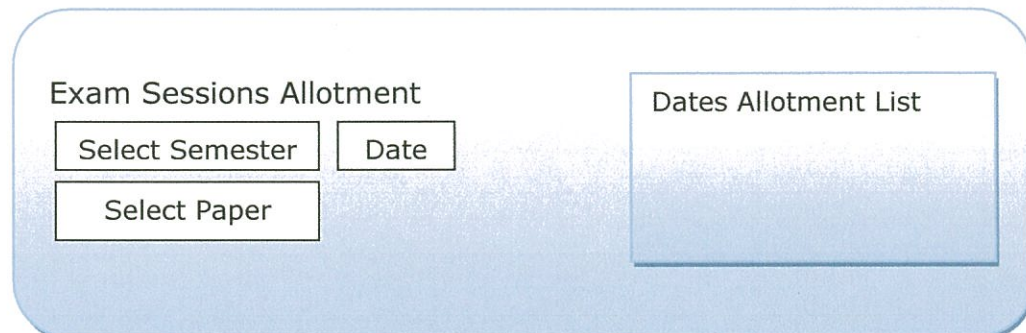 Exam Sessions Allotment
Select Semester
Date
Select Paper
Dates Allotment List